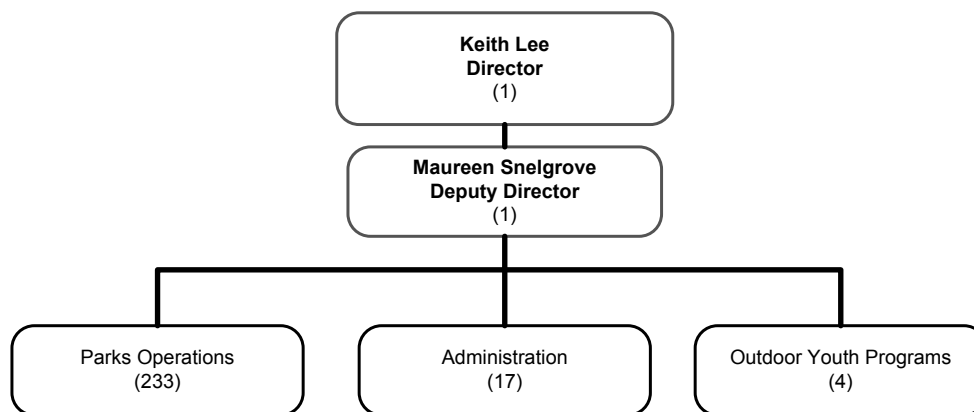 Keith Lee
Director
(1)
Maureen Snelgrove
Deputy Director
(1)
Parks Operations
(233)
Administration
(17)
Outdoor Youth Programs
(4)